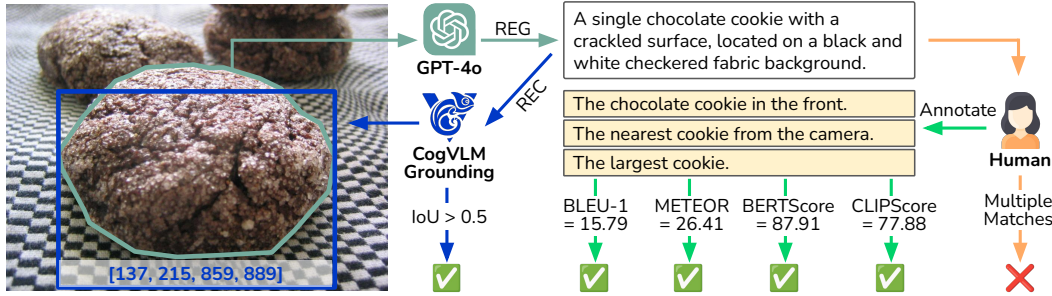 [137, 215, 859, 889]
GPT-4o
REG
REC
CogVLM
Grounding
IoU > 0.5
A single chocolate cookie with a
crackled surface, located on a black and
white checkered fabric background.
The chocolate cookie in the front.
The nearest cookie from the camera.
The largest cookie.
Annotate
Human
BLEU-1
= 15.79
METEOR
= 26.41
BERTScore
= 87.91
CLIPScore
= 77.88
Multiple
Matches